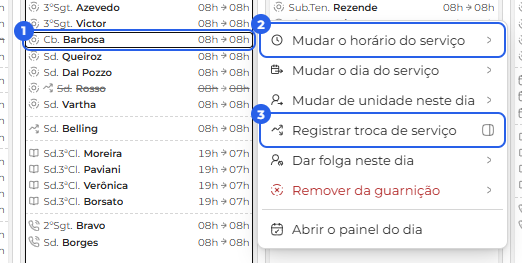 3ºSgt. Azevedo 08h → 08h
3ºSgt. Victor 08h → 08h
1
Cb. Barbosa 08h → 08h
Sd. Queiroz 08h → 08h
Sd. Dal Pozzo 08h → 08h
Sd. Rosso 08h → 08h
Sd. Vartha 08h → 08h
Sd. Belling 08h → 08h
Sd.3ªCl. Moreira 19h → 07h
Sd.3ªCl. Paviani 19h → 07h
Sd.3ªCl. Verônica 19h → 07h
Sd.3ªCl. Borsato 19h → 07h
2ºSgt. Bravo 08h → 08h
Sd. Borges 08h → 08h
Sub.Ten. Rezende 08h → 08h
2
Mudar o horário do serviço
Mudar o dia do serviço
Mudar de unidade neste dia
3
Registrar troca de serviço
Dar folga neste dia
Remover da guarnição
Abrir o painel do dia